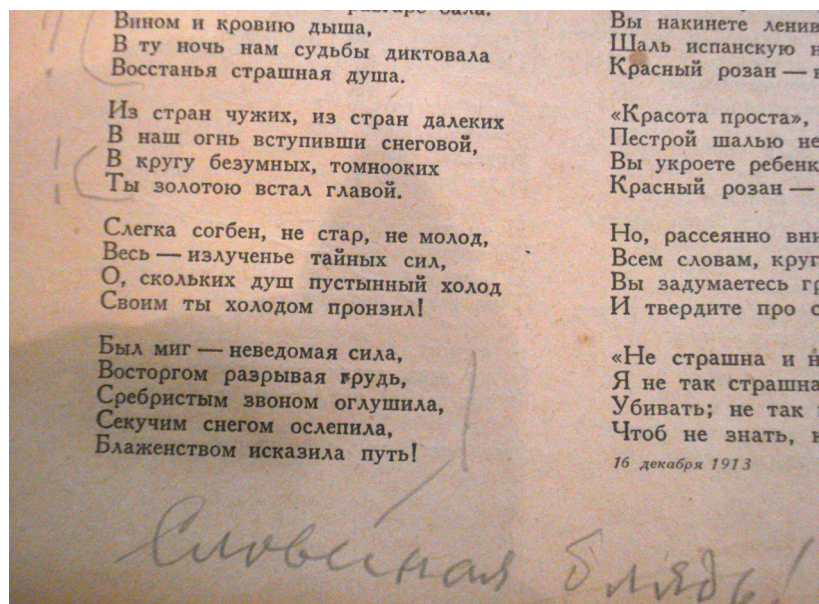 бала.
Вином и кровию дыша,
В ту ночь нам судьбы диктовала
Восстанья страшная душа.
Из стран чужих, из стран далеких
В наш огнь вступивши снеговой,
В кругу безумных, томнооких
Ты золотою встал главой.
Слегка согбен, не стар, не молод,
Весь — излученье тайных сил,
О, скольких душ пустынный холод
Своим ты холодом пронзил!
Был миг — неведомая сила,
Восторгом разрывая грудь,
Сребристым звоном оглушила,
Секучим снегом ослепила,
Блаженством исказила путь!
Вы накинете
Шаль испанскую
Красный розан —
«Красота проста»,
Пестрой шалью
Вы укроете
Красный розан —
Но, рассеянно
Всем словам,
Вы задумаетесь
И твердите про
«Не страшна и
Я не так страшна
Убивать; не так
Чтоб не знать,
16 декабря 1913
Словесная блядь!